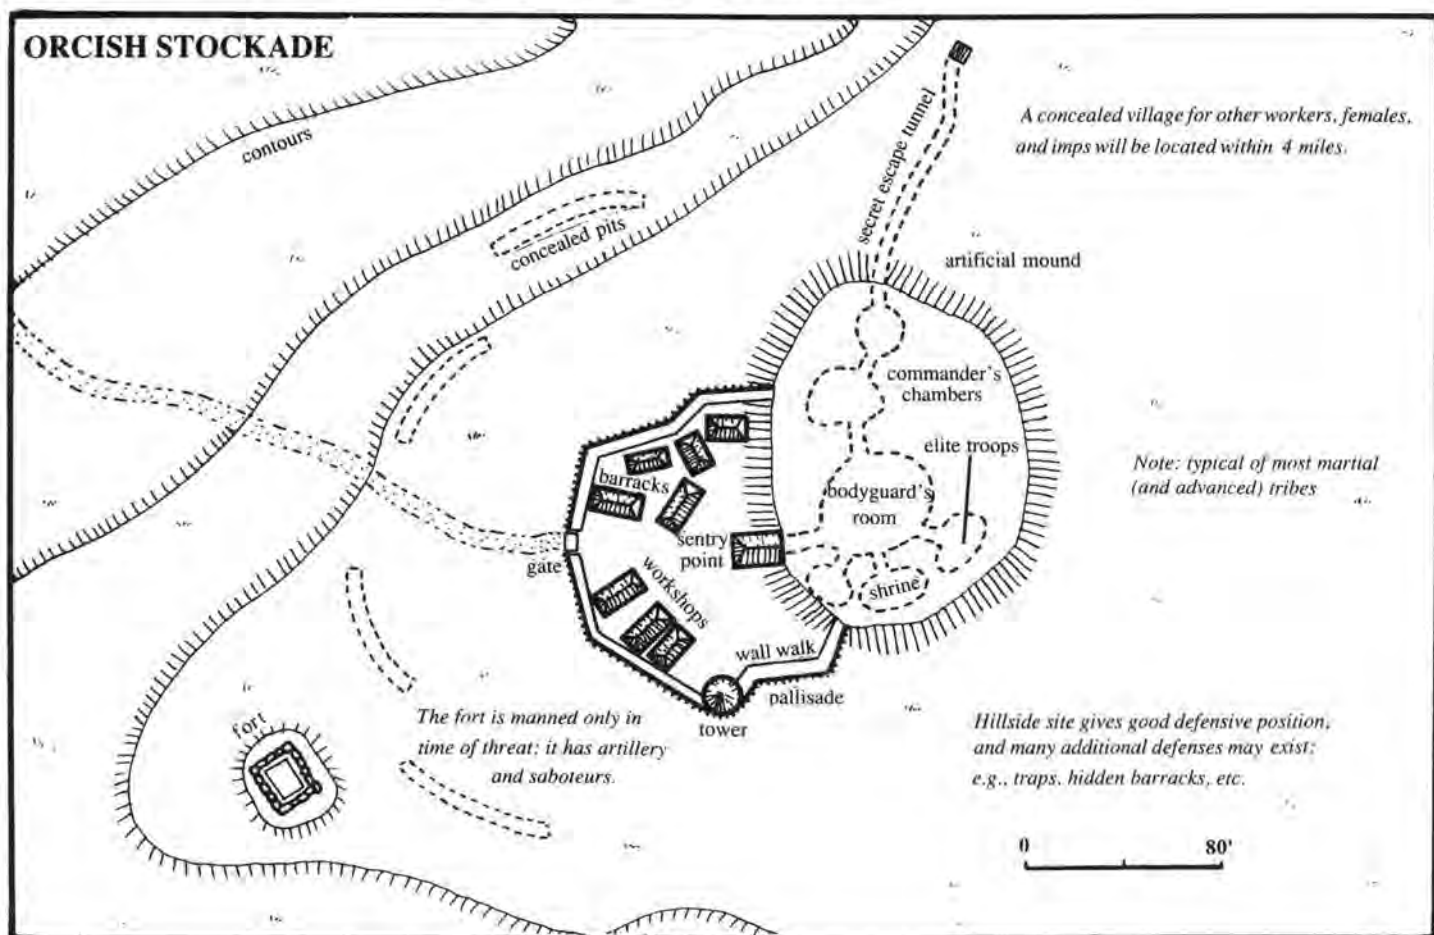 ORCISH STOCKADE
contours
concealed pits
secret escape tunnel
A concealed village for other workers, females,
and imps will be located within 4 miles.
artificial mound
commander's
chambers
elite troops
bodyguard's
room
Note: typical of most martial
(and advanced) tribes
barracks
sentry
point
gate
workshops
shrine
wall walk
pallisade
tower
fort
The fort is manned only in
time of threat; it has artillery
and saboteurs.
Hillside site gives good defensive position,
and many additional defenses may exist;
e.g., traps, hidden barracks, etc.
0 80'